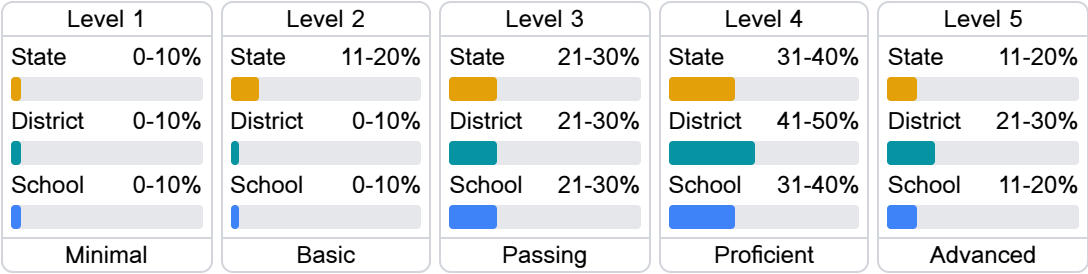 Level 1
State 0-10%
District 0-10%
School 0-10%
Minimal
Level 2
State 11-20%
District 0-10%
School 0-10%
Basic
Level 3
State 21-30%
District 21-30%
School 21-30%
Passing
Level 4
State 31-40%
District 41-50%
School 31-40%
Proficient
Level 5
State 11-20%
District 21-30%
School 11-20%
Advanced